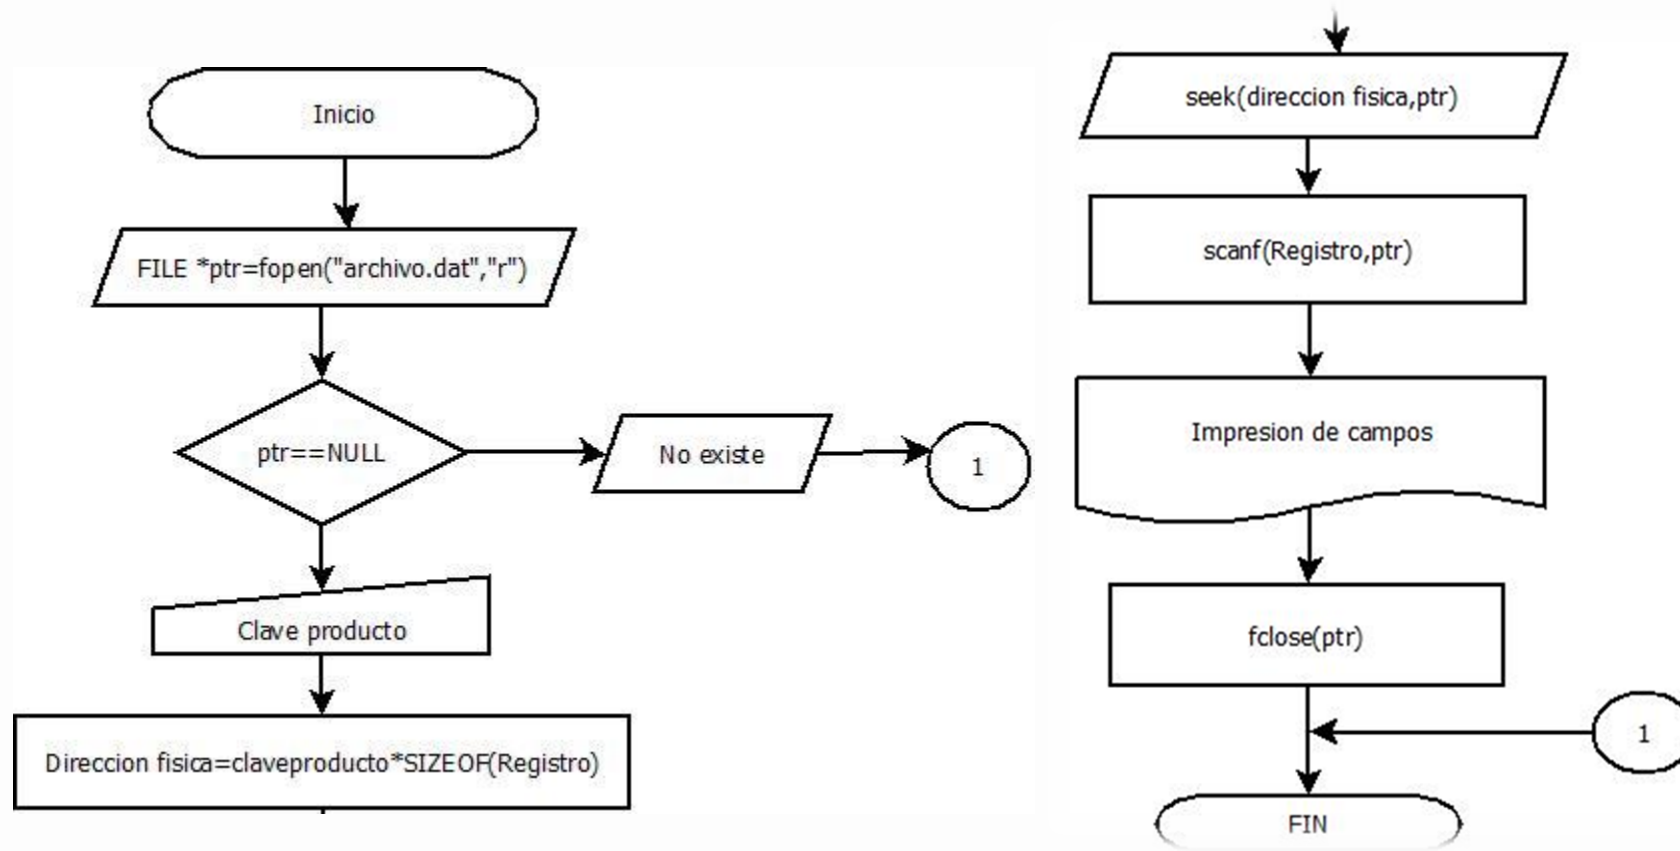 Inicio
FILE *ptr=fopen("archivo.dat","r")
ptr==NULL
No existe
1
Clave producto
Direccion fisica=claveproducto*SIZEOF(Registro)
seek(direccion fisica,ptr)
scanf(Registro,ptr)
Impresion de campos
fclose(ptr)
1
FIN